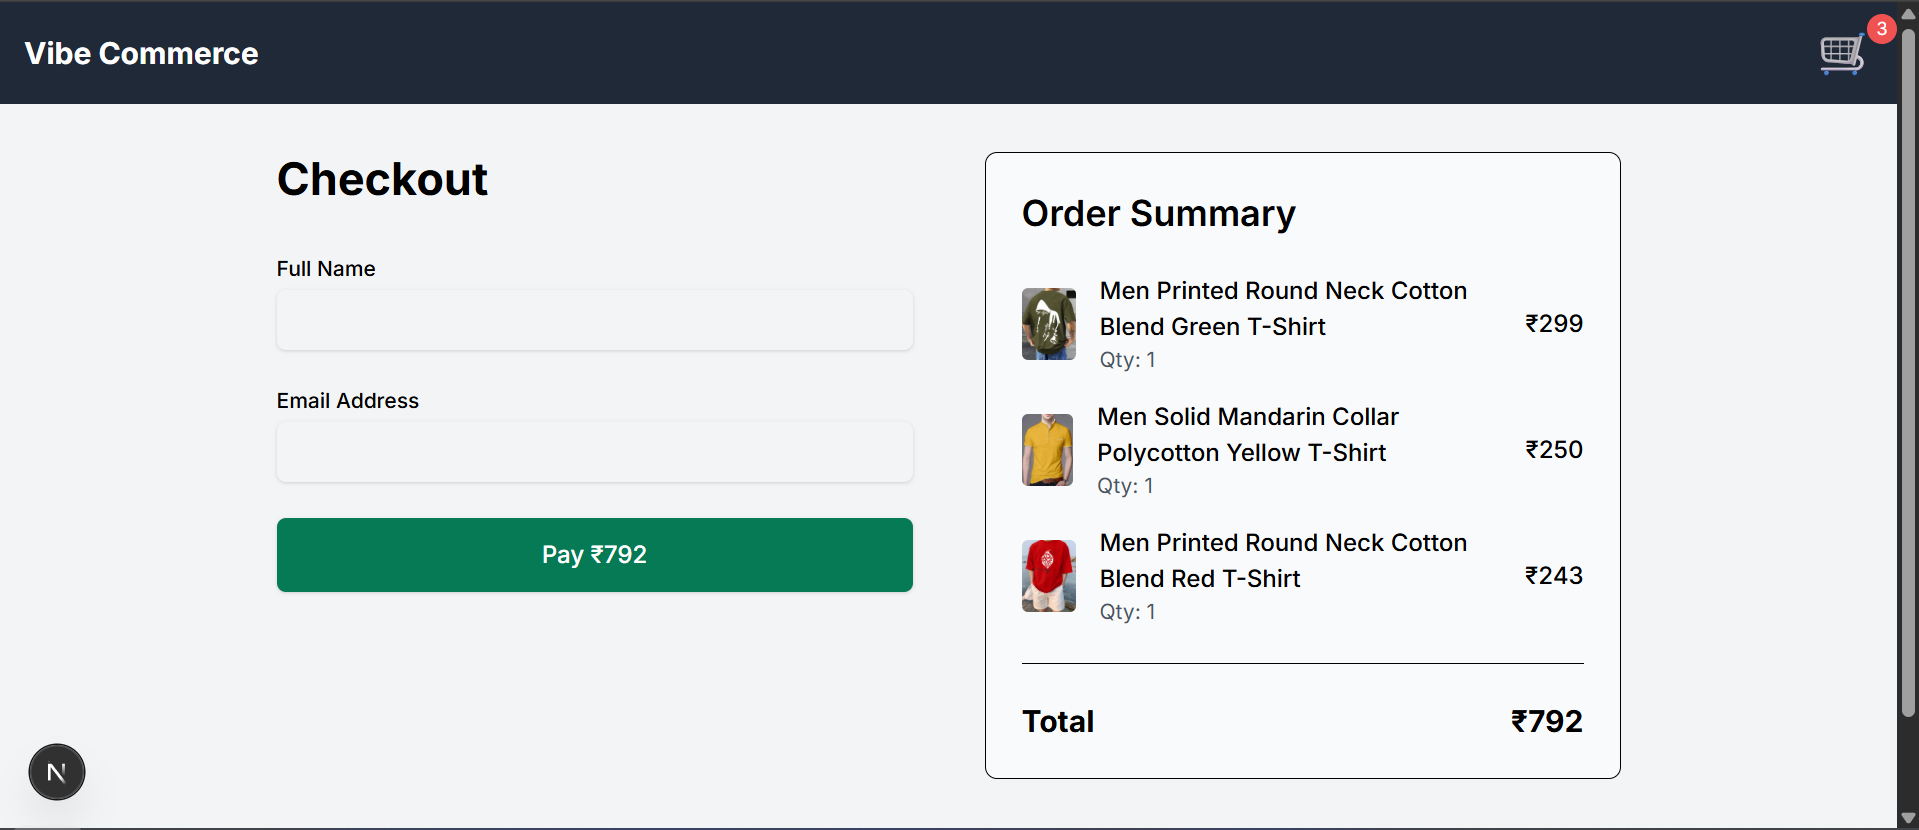 Vibe Commerce
3
Checkout
Full Name
Email Address
Pay ₹792
Order Summary
Men Printed Round Neck Cotton
Blend Green T-Shirt
₹299
Qty: 1
Men Solid Mandarin Collar
Polycotton Yellow T-Shirt
₹250
Qty: 1
Men Printed Round Neck Cotton
Blend Red T-Shirt
₹243
Qty: 1
Total
₹792
N